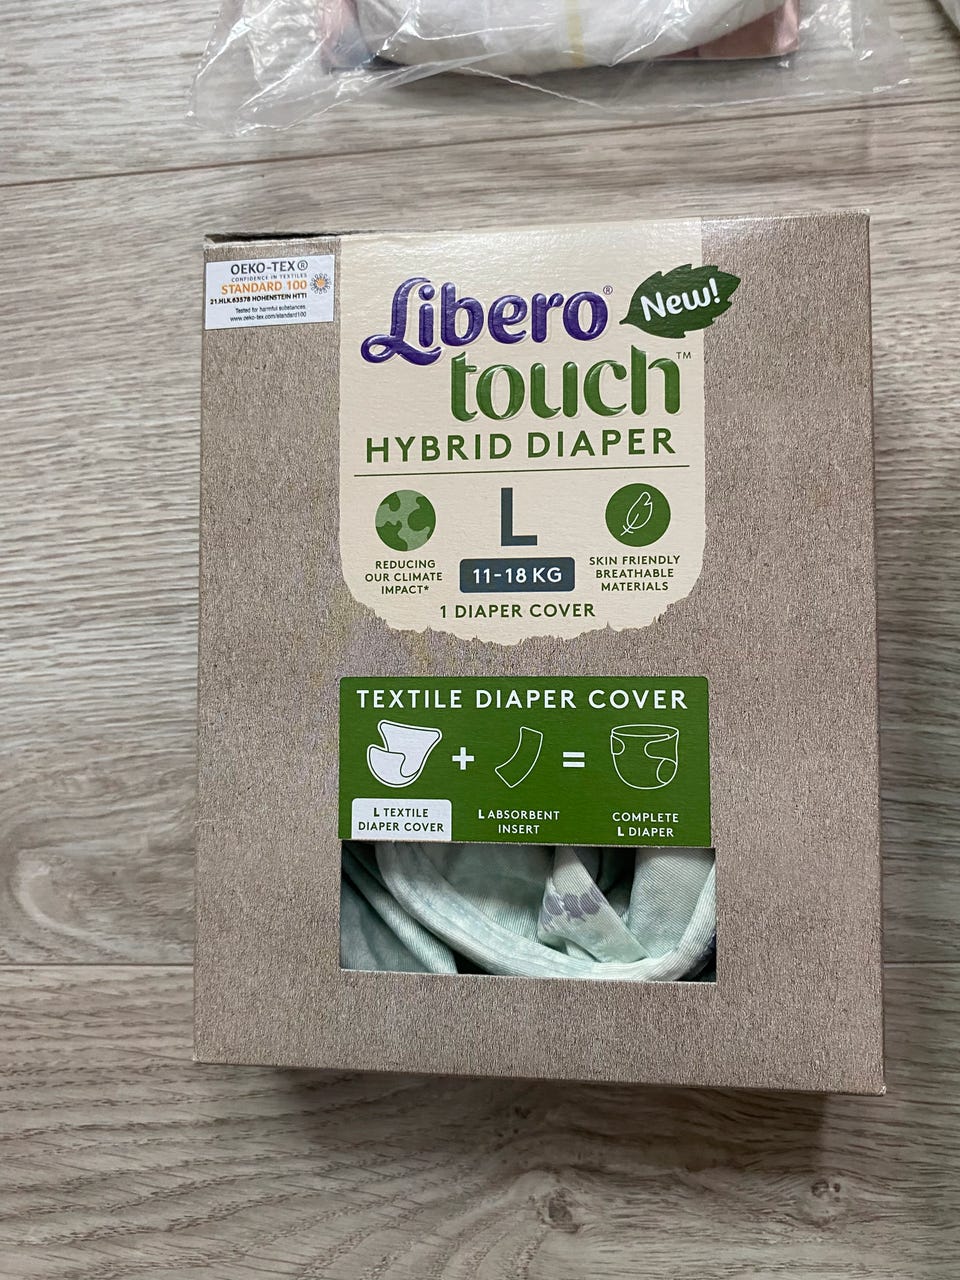 OEKO-TEX®
CONFIDENCE IN TEXTILES
STANDARD 100
21.HLK.63578 HOHENSTEIN HTTI
Tested for harmful substances.
www.oeko-tex.com/standard100
Libero®
New!
touch™
HYBRID DIAPER
REDUCING
OUR CLIMATE
IMPACT*
L
11-18 KG
SKIN FRIENDLY
BREATHABLE
MATERIALS
1 DIAPER COVER
TEXTILE DIAPER COVER
+
=
L TEXTILE
DIAPER COVER
L ABSORBENT
INSERT
COMPLETE
L DIAPER